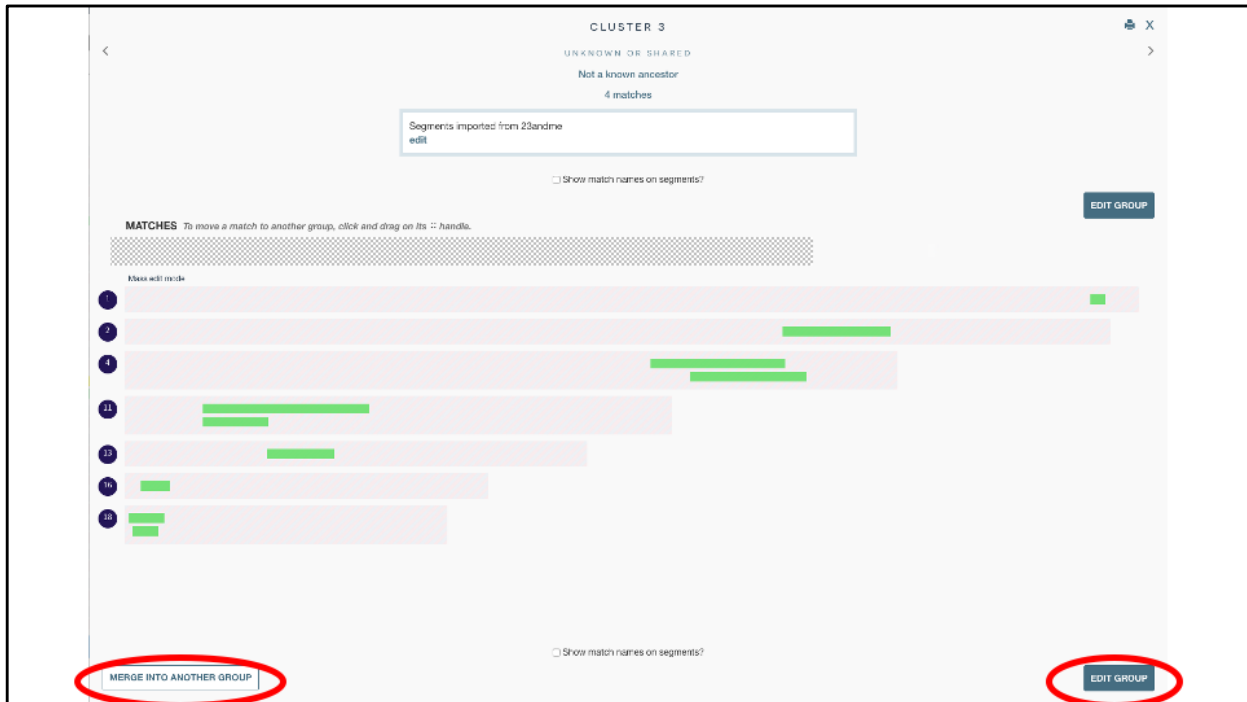 CLUSTER 3
X
<
UNKNOWN OR SHARED
>
Not a known ancestor
4 matches
Segments imported from 23andme
edit
Show match names on segments?
EDIT GROUP
MATCHES To move a match to another group, click and drag on its :: handle.
Mass edit mode
1
2
4
11
13
16
18
Show match names on segments?
MERGE INTO ANOTHER GROUP
EDIT GROUP